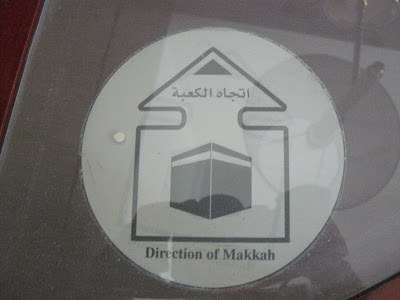 اتجاه الكعبة
Direction of Makkah